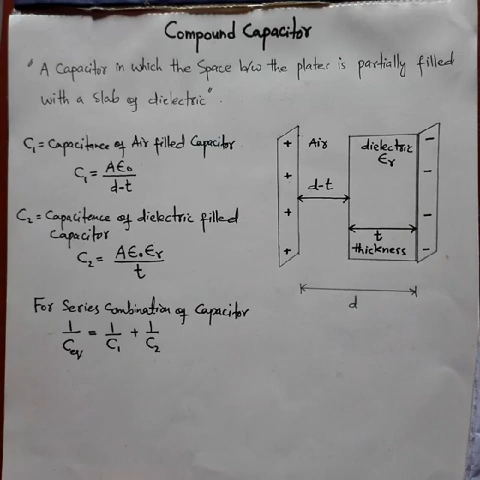 Compound Capacitor
"A Capacitor in which the Space b/w the plates is partially filled
with a slab of dielectric".
C₁ = Capacitance of Air filled Capacitor
C₁ = Aε₀ / d-t
C₂ = Capacitence of dielectric filled
Capacitor
C₂ = Aε₀εr / t
For Series Combination of Capacitor
1/Ceq = 1/C₁ + 1/C₂
+ Air dielectric -
εr
+ -
d-t
+ -
t
+ thickness -
d